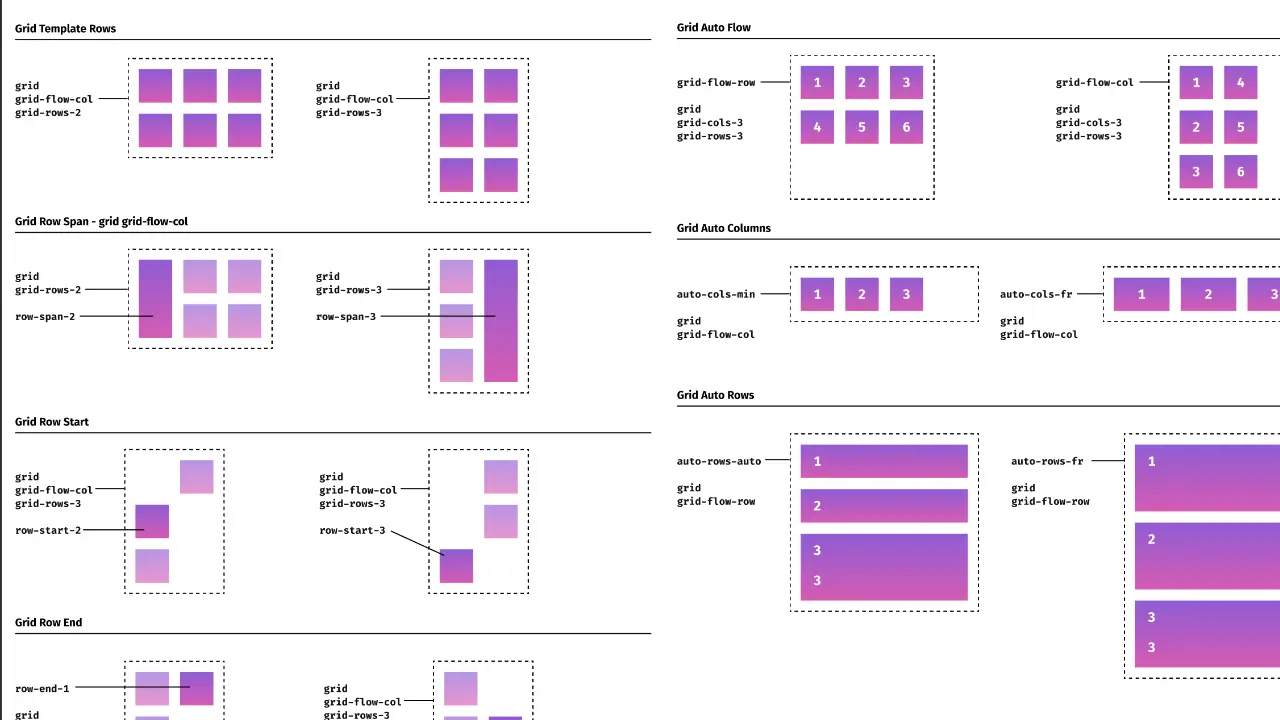 Grid Template Rows
grid
grid-flow-col
grid-rows-2
grid
grid-flow-col
grid-rows-3
Grid Row Span - grid grid-flow-col
grid
grid-rows-2
row-span-2
grid
grid-rows-3
row-span-3
Grid Row Start
grid
grid-flow-col
grid-rows-3
row-start-2
grid
grid-flow-col
grid-rows-3
row-start-3
Grid Row End
row-end-1
grid
grid
grid-flow-col
grid-rows-3
Grid Auto Flow
grid-flow-row
grid
grid-cols-3
grid-rows-3
1 2 3
4 5 6
grid-flow-col
grid
grid-cols-3
grid-rows-3
1 4
2 5
3 6
Grid Auto Columns
auto-cols-min
grid
grid-flow-col
1 2 3
auto-cols-fr
grid
grid-flow-col
1 2 3
Grid Auto Rows
auto-rows-auto
grid
grid-flow-row
1
2
3
3
auto-rows-fr
grid
grid-flow-row
1
2
3
3